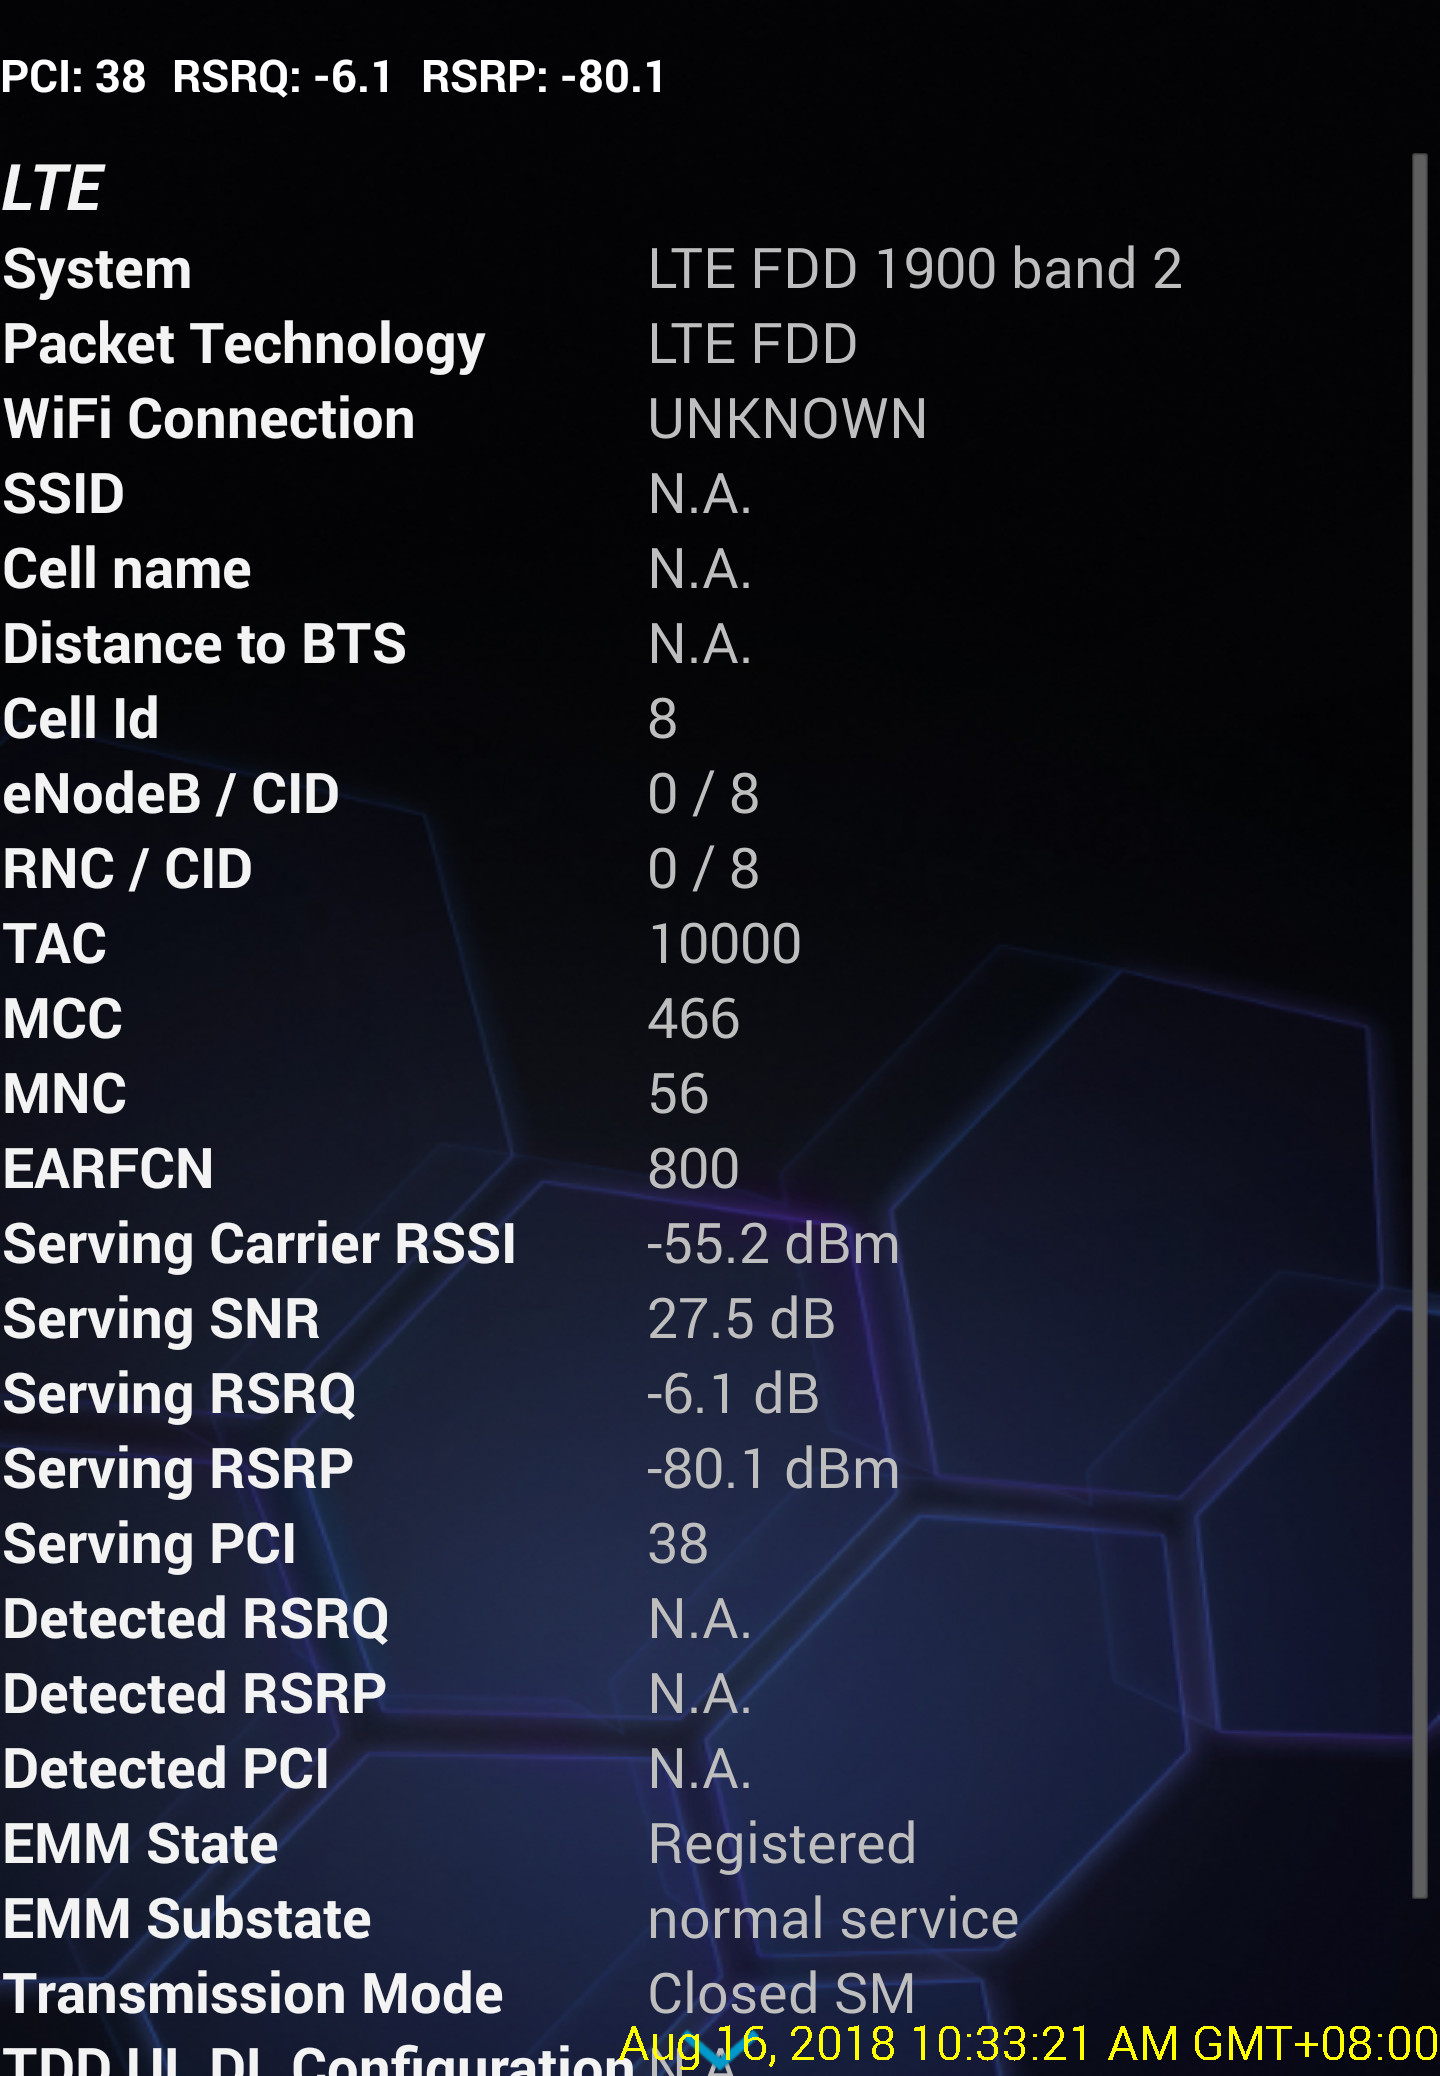 PCI: 38 RSRQ: -6.1 RSRP: -80.1
LTE
System LTE FDD 1900 band 2
Packet Technology LTE FDD
WiFi Connection UNKNOWN
SSID N.A.
Cell name N.A.
Distance to BTS N.A.
Cell Id 8
eNodeB / CID 0 / 8
RNC / CID 0 / 8
TAC 10000
MCC 466
MNC 56
EARFCN 800
Serving Carrier RSSI -55.2 dBm
Serving SNR 27.5 dB
Serving RSRQ -6.1 dB
Serving RSRP -80.1 dBm
Serving PCI 38
Detected RSRQ N.A.
Detected RSRP N.A.
Detected PCI N.A.
EMM State Registered
EMM Substate normal service
Transmission Mode Closed SM
Aug 16, 2018 10:33:21 AM GMT+08:00
TDD UL DL Configuration N.A.